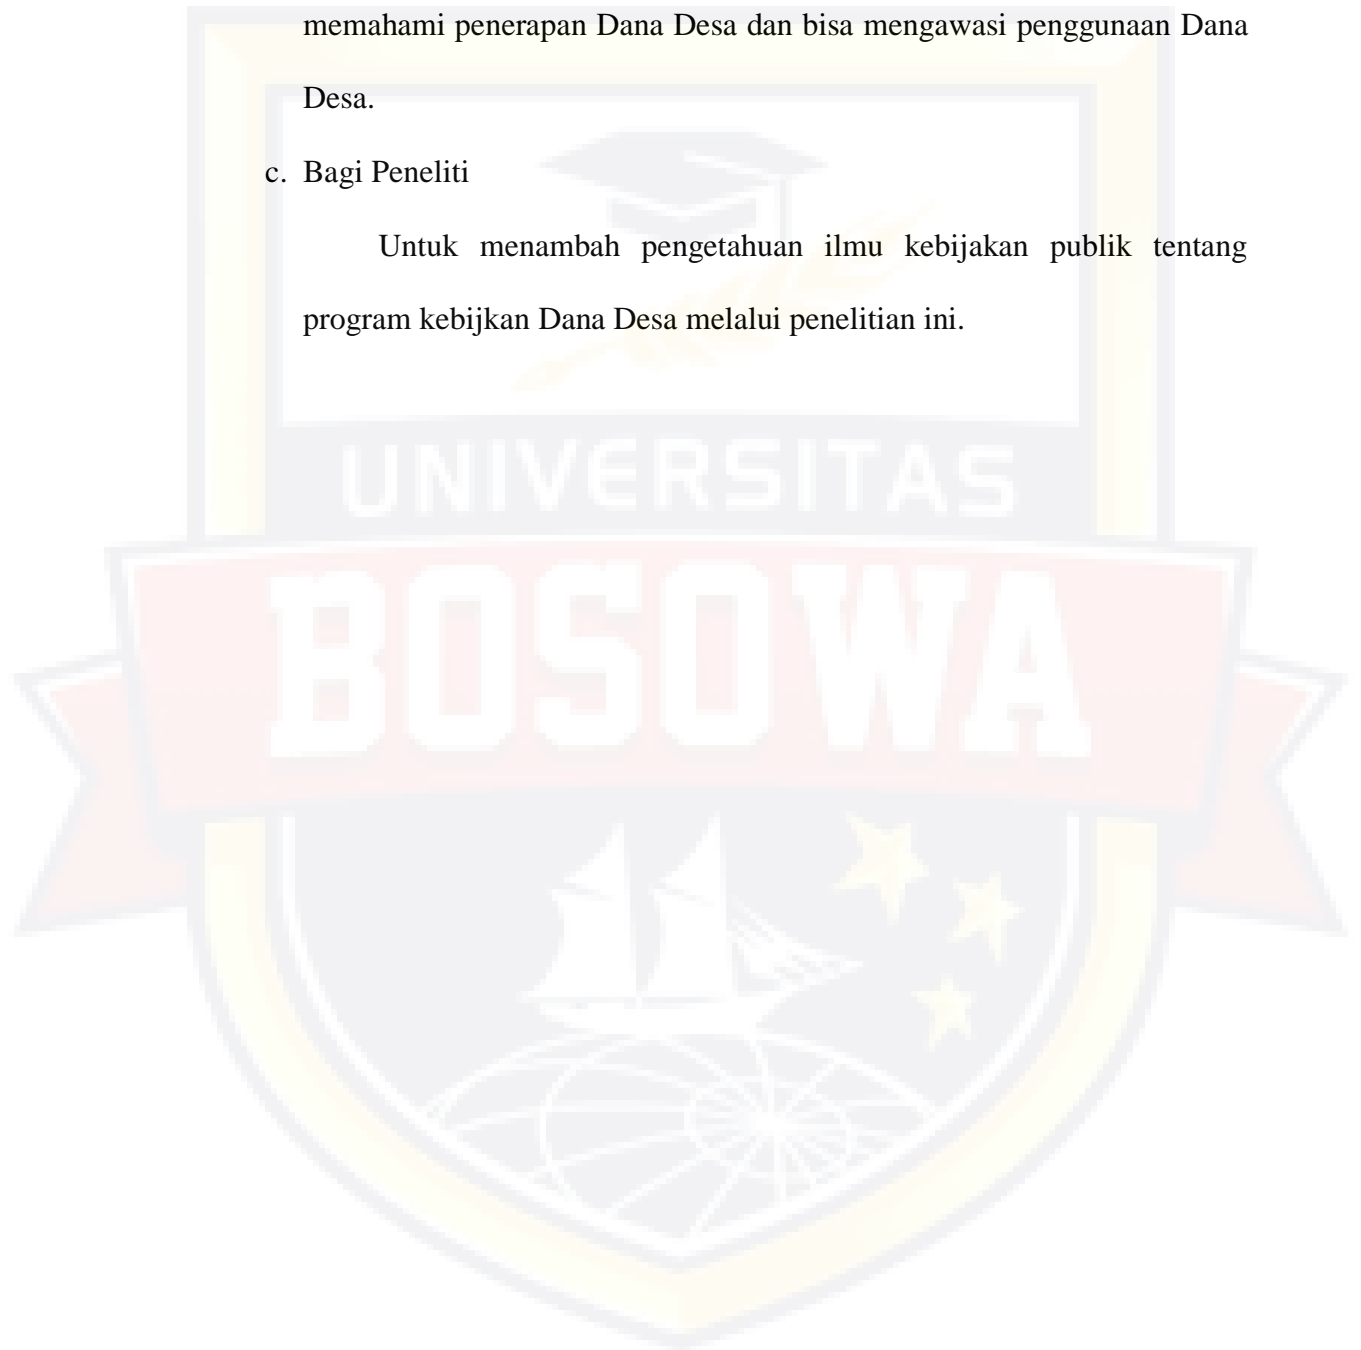 memahami penerapan Dana Desa dan bisa mengawasi penggunaan Dana
Desa.
c. Bagi Peneliti
Untuk menambah pengetahuan ilmu kebijakan publik tentang
program kebijkan Dana Desa melalui penelitian ini.
UNIVERSITAS
BOSOWA